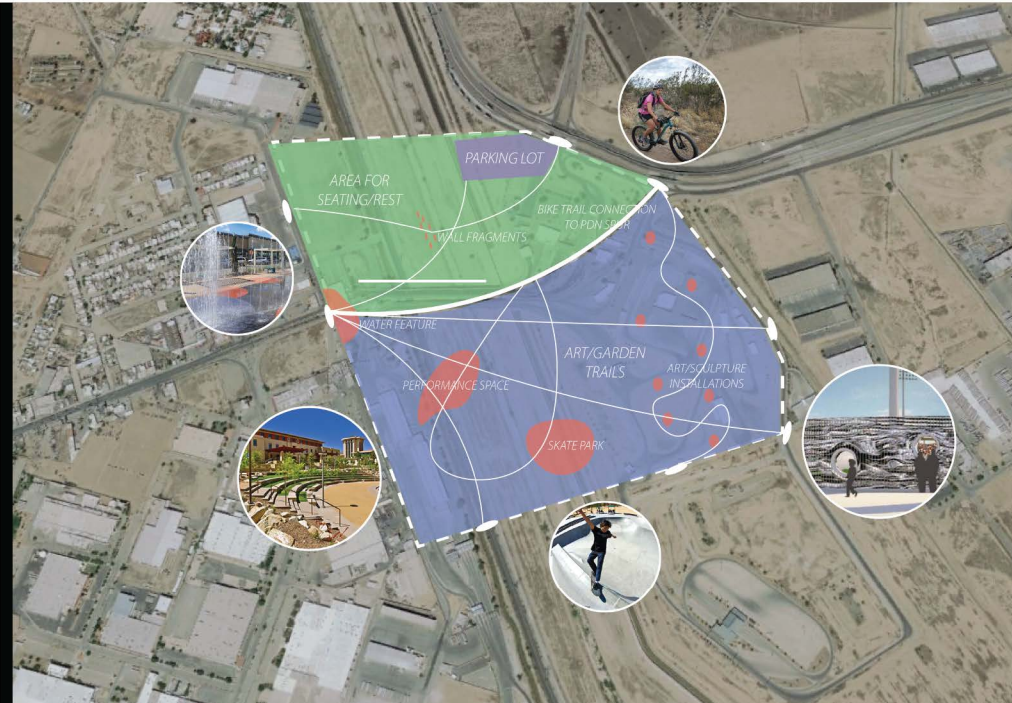 PARKING LOT
AREA FOR
SEATING/REST
BIKE TRAIL CONNECTION
TO PDN SPUR
WALL FRAGMENTS
WATER FEATURE
ART/GARDEN
TRAILS
ART/SCULPTURE
INSTALLATIONS
PERFORMANCE SPACE
SKATE PARK